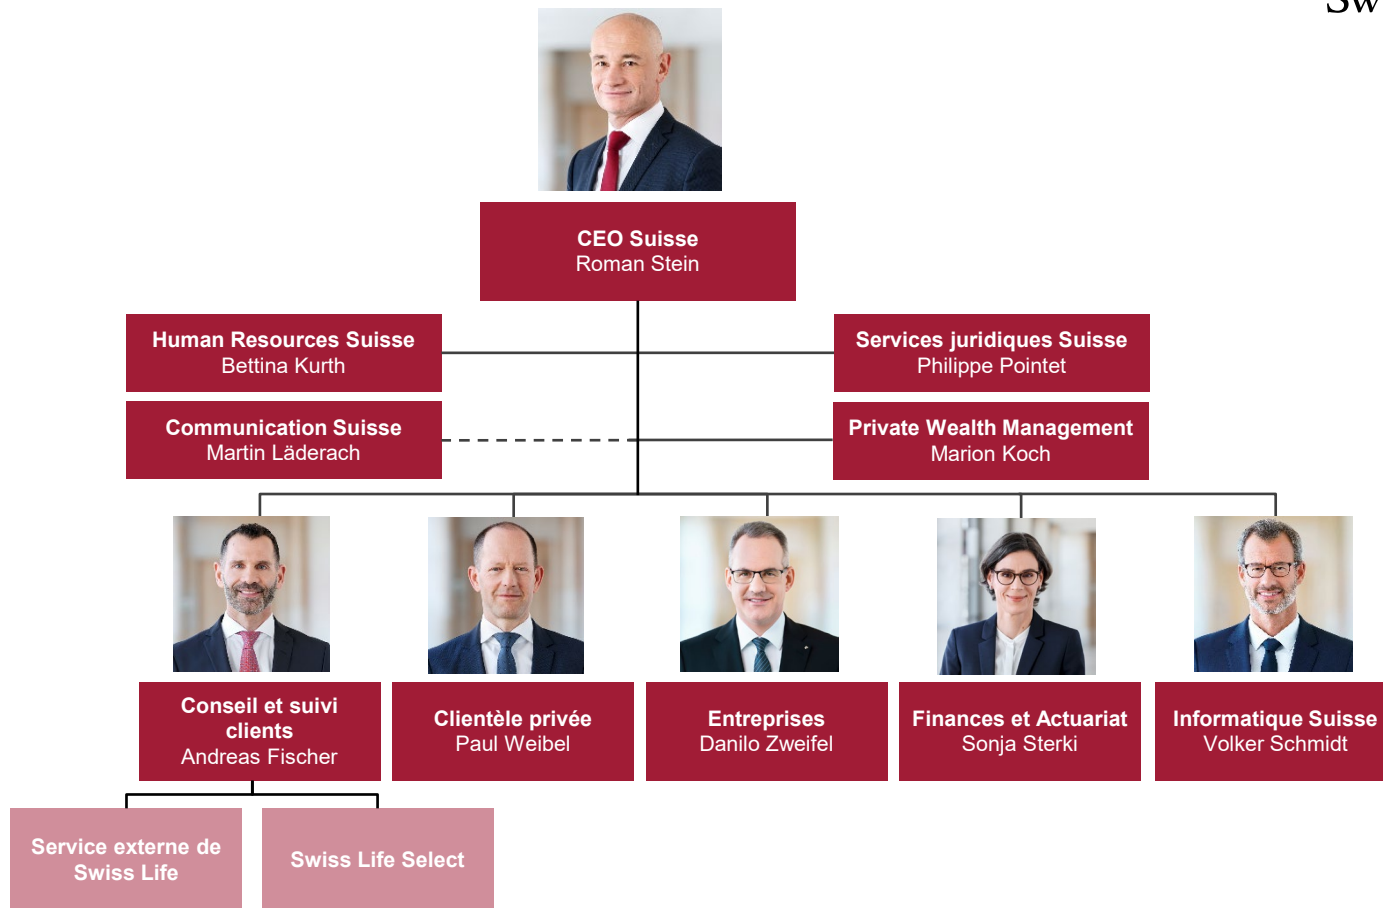 Sw
CEO Suisse
Roman Stein
Human Resources Suisse
Bettina Kurth
Services juridiques Suisse
Philippe Pointet
Communication Suisse
Martin Läderach
Private Wealth Management
Marion Koch
Conseil et suivi
clients
Andreas Fischer
Clientèle privée
Paul Weibel
Entreprises
Danilo Zweifel
Finances et Actuariat
Sonja Sterki
Informatique Suisse
Volker Schmidt
Service externe de
Swiss Life
Swiss Life Select